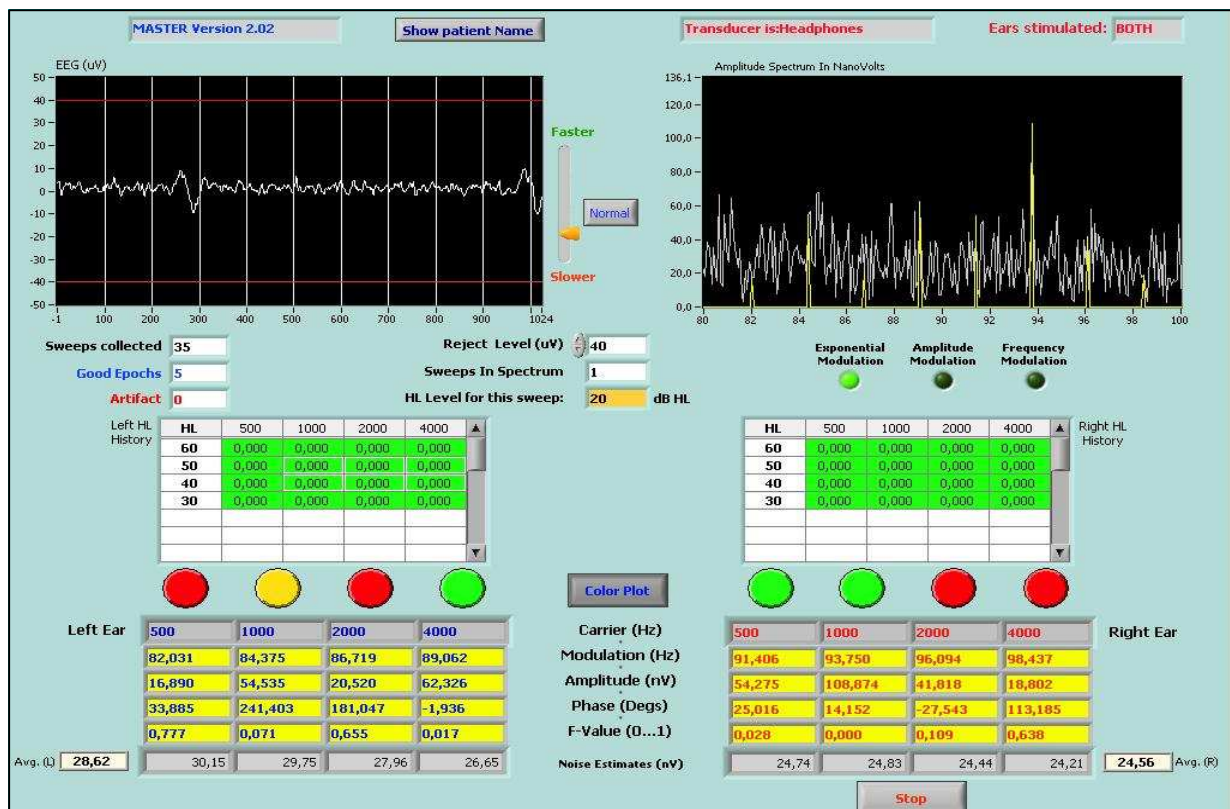 MASTER Version 2.02 Show patient Name Transducer is:Headphones Ears stimulated: BOTH
EEG (uV)
50
40
30
20
10
0
-10
-20
-30
-40
-50
-1 100 200 300 400 500 600 700 800 900 1024
Faster
Normal
Slower
Amplitude Spectrum In NanoVolts
136,1
120,0
100,0
80,0
60,0
40,0
20,0
0,0
80 82 84 86 88 90 92 94 96 98 100
Sweeps collected 35
Good Epochs 5
Artifact 0
Reject Level (uV) 40
Sweeps In Spectrum 1
HL Level for this sweep: 20 dB HL
Exponential Modulation
Amplitude Modulation
Frequency Modulation
Left HL History
HL 500 1000 2000 4000
60 0,000 0,000 0,000 0,000
50 0,000 0,000 0,000 0,000
40 0,000 0,000 0,000 0,000
30 0,000 0,000 0,000 0,000
Right HL History
HL 500 1000 2000 4000
60 0,000 0,000 0,000 0,000
50 0,000 0,000 0,000 0,000
40 0,000 0,000 0,000 0,000
30 0,000 0,000 0,000 0,000
Color Plot
Left Ear 500 1000 2000 4000 Carrier (Hz) 500 1000 2000 4000 Right Ear
82,031 84,375 86,719 89,062 Modulation (Hz) 91,406 93,750 96,094 98,437
16,890 54,535 20,520 62,326 Amplitude (nV) 54,275 108,874 41,818 18,802
33,885 241,403 181,047 -1,936 Phase (Degs) 25,016 14,152 -27,543 113,185
0,777 0,071 0,655 0,017 F-Value (0...1) 0,028 0,000 0,109 0,638
Avg. (L) 28,62 30,15 29,75 27,96 26,65 Noise Estimates (nV) 24,74 24,83 24,44 24,21 24,56 Avg. (R)
Stop